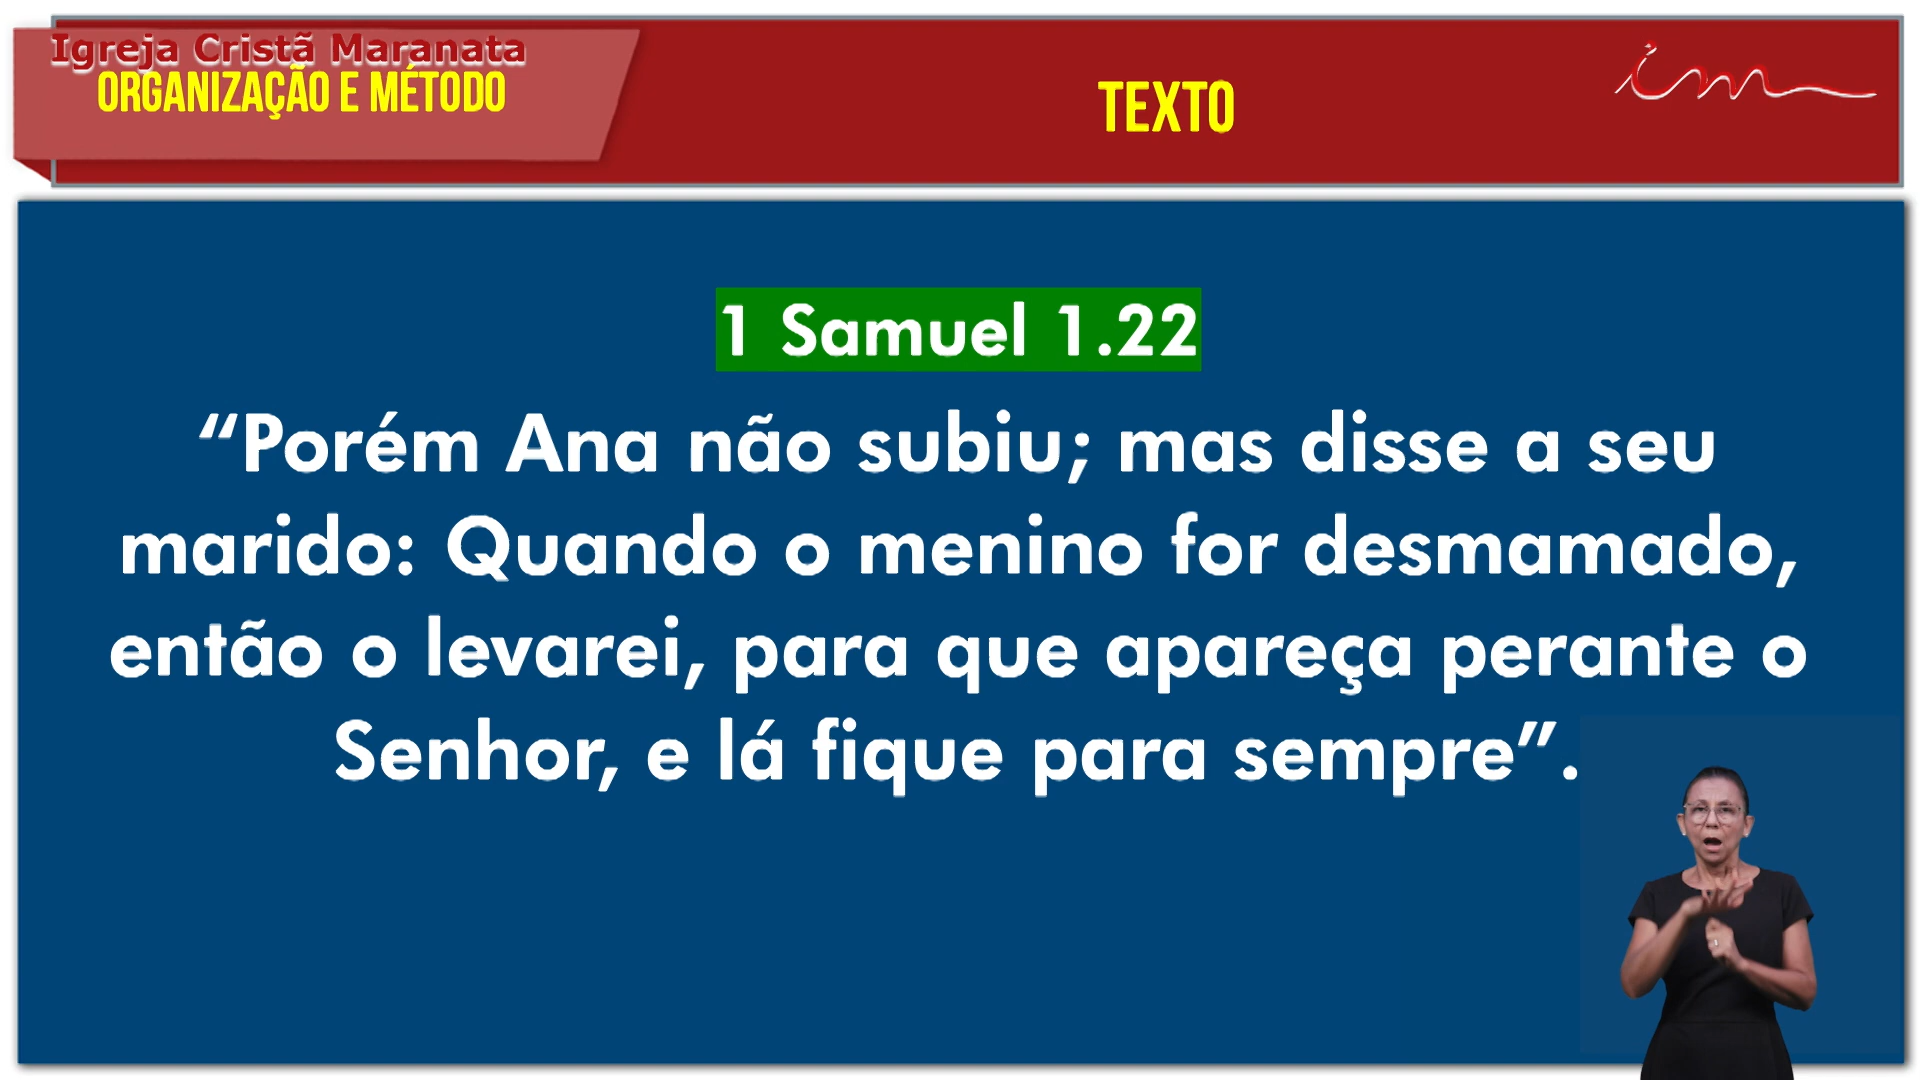 Igreja Cristã Maranata
ORGANIZAÇÃO E MÉTODO
TEXTO
im
1 Samuel 1.22
“Porém Ana não subiu; mas disse a seu
marido: Quando o menino for desmamado,
então o levarei, para que apareça perante o
Senhor, e lá fique para sempre”.